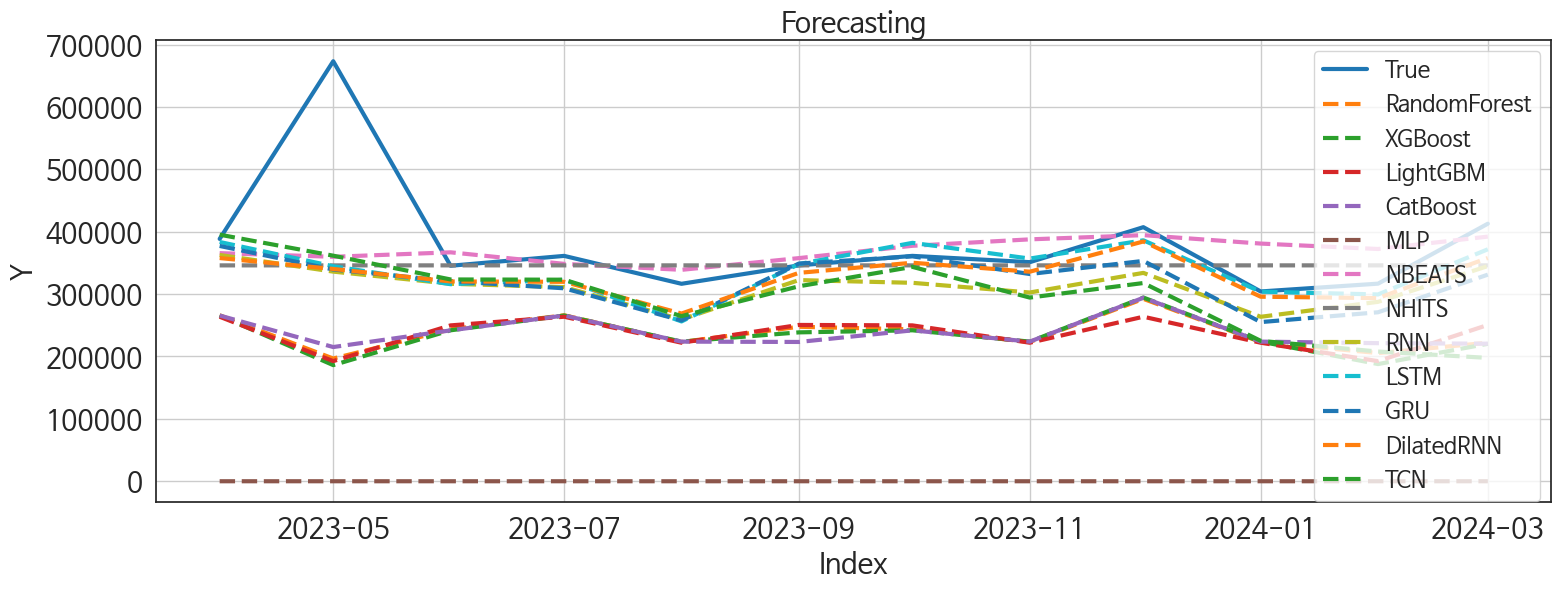 Forecasting
700000
600000
500000
400000
300000
200000
100000
0
Y
2023-05
2023-07
2023-09
2023-11
2024-01
2024-03
Index
True
RandomForest
XGBoost
LightGBM
CatBoost
MLP
NBEATS
NHITS
RNN
LSTM
GRU
DilatedRNN
TCN